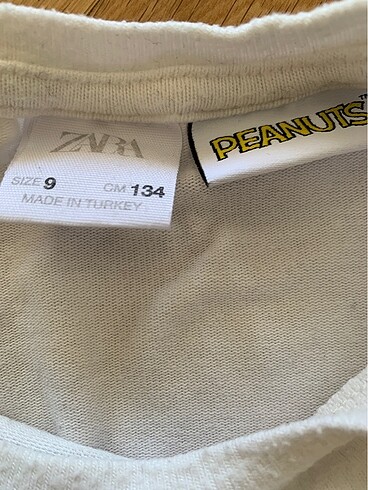 ZARA
SIZE 9 CM 134
MADE IN TURKEY
PEANUTS